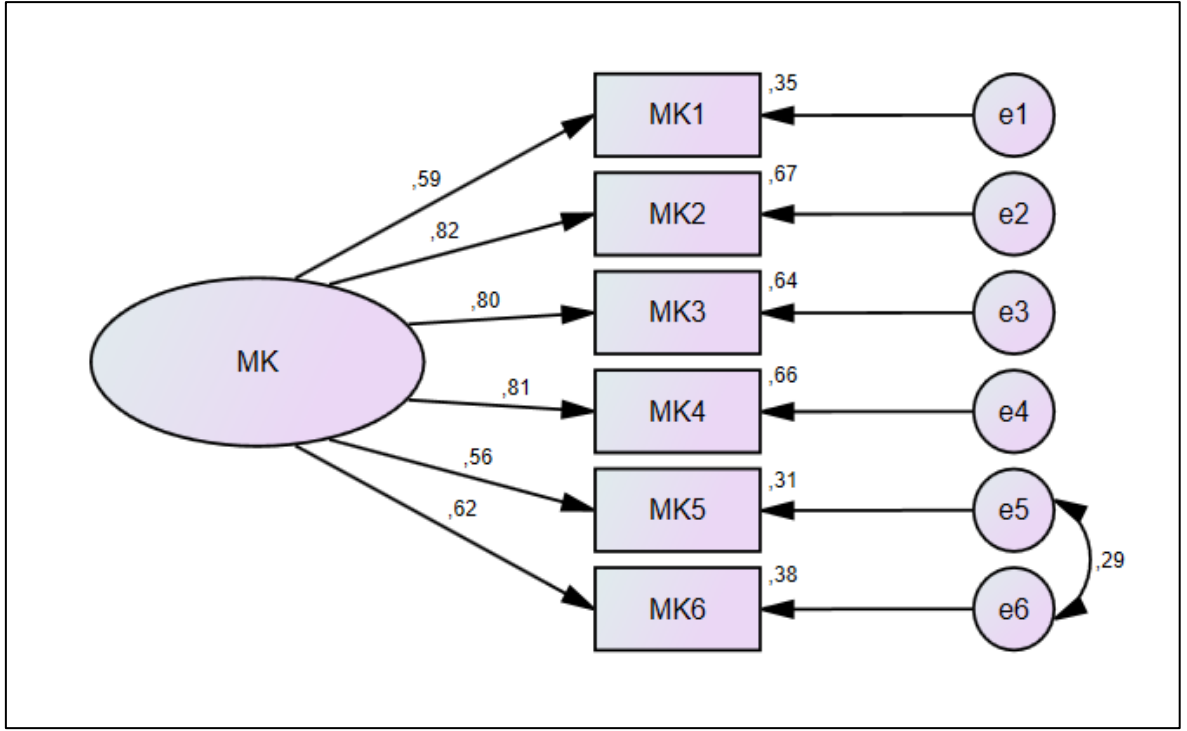 ,35
MK1
e1
,59
,67
MK2
e2
,82
,64
MK3
e3
,80
MK
,66
MK4
e4
,81
,31
MK5
e5
,56
,29
,62
,38
MK6
e6